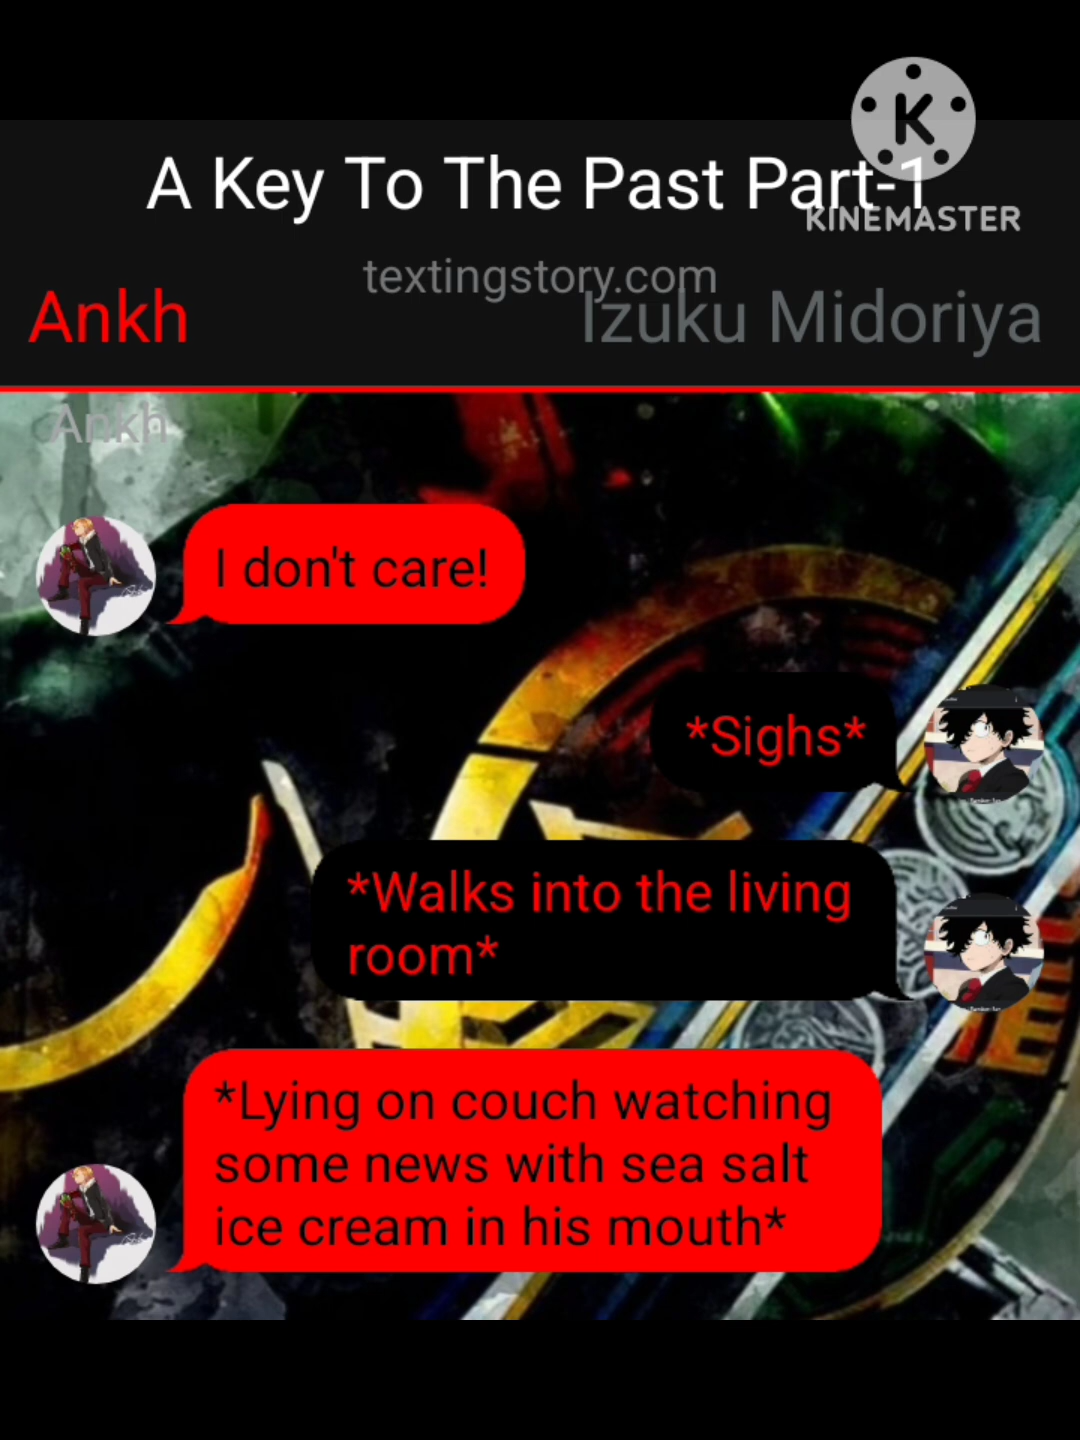 A Key To The Past Part-1
K
KINEMASTER
textingstory.com
Ankh
Izuku Midoriya
Ankh
I don't care!
*Sighs*
*Walks into the living
room*
*Lying on couch watching
some news with sea salt
ice cream in his mouth*